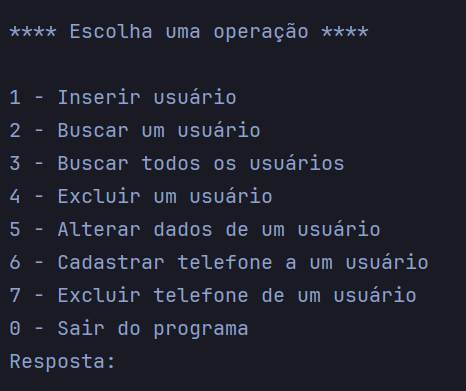 **** Escolha uma operação ****
1 - Inserir usuário
2 - Buscar um usuário
3 - Buscar todos os usuários
4 - Excluir um usuário
5 - Alterar dados de um usuário
6 - Cadastrar telefone a um usuário
7 - Excluir telefone de um usuário
0 - Sair do programa
Resposta: